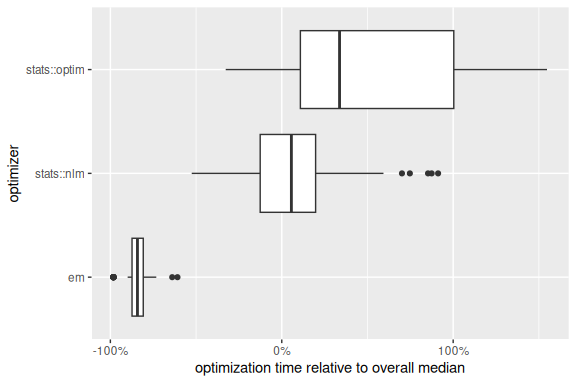 optimizer
stats::optim
stats::nlm
em
-100% 0% 100%
optimization time relative to overall median